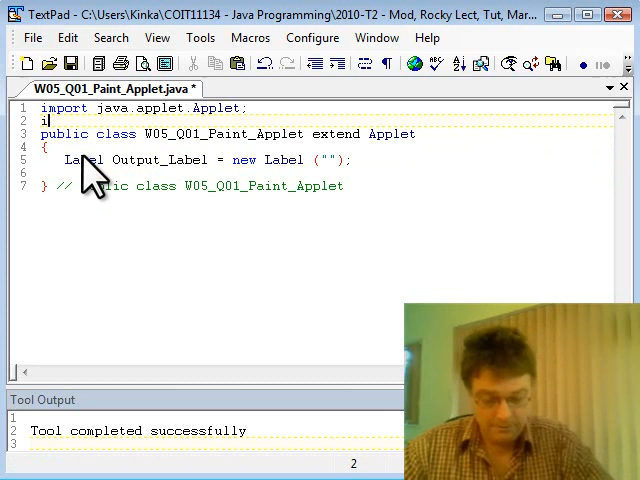 TextPad - C:\Users\Kinka\COIT11134 - Java Programming\2010-T2 - Mod, Rocky Lect, Tut, Mar...
File Edit Search View Tools Macros Configure Window Help
W05_Q01_Paint_Applet.java *
1 import java.applet.Applet;
2 i
3 public class W05_Q01_Paint_Applet extend Applet
4 {
5 Label Output_Label = new Label ("");
6
7 } // public class W05_Q01_Paint_Applet
Tool Output
1
2 Tool completed successfully
3
2